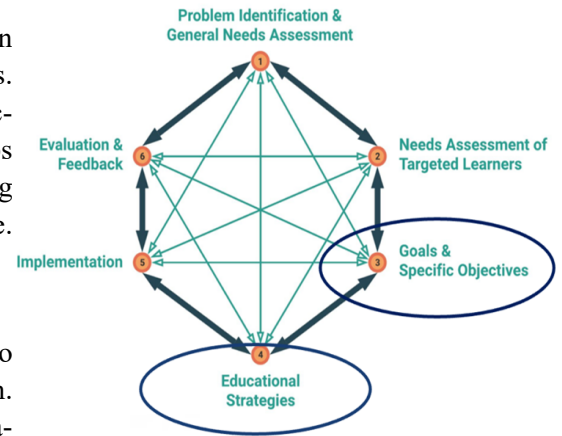 Problem Identification &
General Needs Assessment
1
n
s.
c-
Evaluation &
Feedback
6
2
Needs Assessment of
Targeted Learners
os
g
e.
Implementation
5
3
Goals &
Specific Objectives
o
n.
a-
4
Educational
Strategies